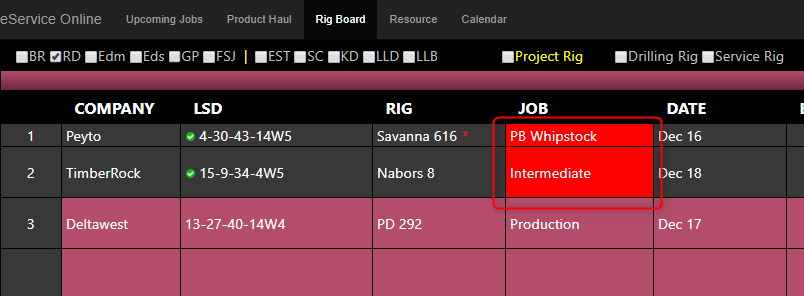 eService Online Upcoming Jobs Product Haul Rig Board Resource Calendar
BR RD Edm Eds GP FSJ | EST SC KD LLD LLB Project Rig Drilling Rig Service Rig
COMPANY LSD RIG JOB DATE
1 Peyto 4-30-43-14W5 Savanna 616 * PB Whipstock Dec 16
2 TimberRock 15-9-34-4W5 Nabors 8 Intermediate Dec 18
3 Deltawest 13-27-40-14W4 PD 292 Production Dec 17